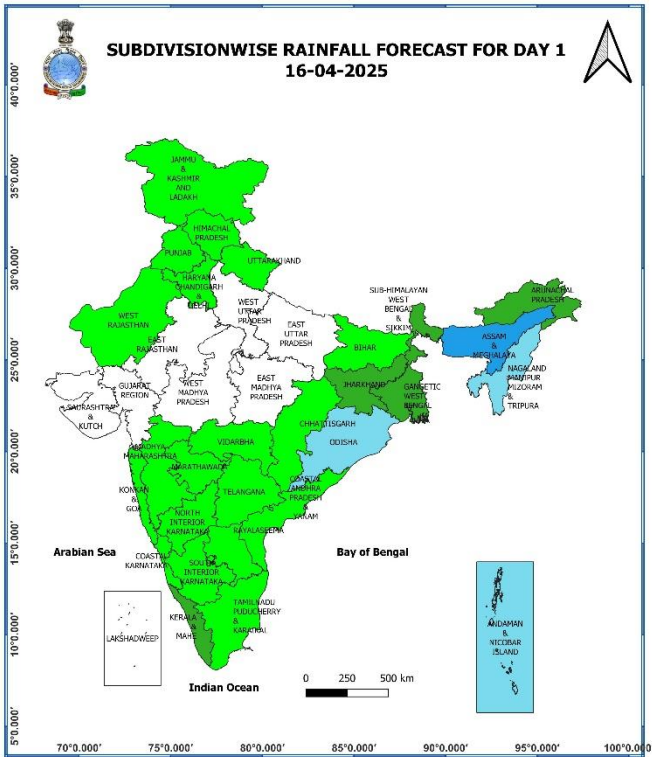 SUBDIVISIONWISE RAINFALL FORECAST FOR DAY 1
16-04-2025
40°0.000'
35°0.000'
30°0.000'
25°0.000'
20°0.000'
15°0.000'
10°0.000'
5°0.000'
JAMMU
&
KASHMIR
AND
LADAKH
HIMACHAL
PRADESH
PUNJAB
UTTARAKHAND
HARYANA
CHANDIGARH
&
DELHI
WEST
RAJASTHAN
EAST
RAJASTHAN
WEST
UTTAR
PRADESH
EAST
UTTAR
PRADESH
SUB-HIMALAYAN
WEST
BENGAL
&
SIKKIM
ARUNACHAL
PRADESH
ASSAM
&
MEGHALAYA
NAGALAND
MANIPUR
MIZORAM
&
TRIPURA
BIHAR
JHARKHAND
GANGETIC
WEST
BENGAL
GUJARAT
REGION
SAURASHTRA
&
KUTCH
WEST
MADHYA
PRADESH
EAST
MADHYA
PRADESH
CHHATTISGARH
ODISHA
VIDARBHA
MADHYA
MAHARASHTRA
MARATHAWADA
KONKAN
&
GOA
TELANGANA
COASTAL
ANDHRA
PRADESH
&
YANAM
NORTH
INTERIOR
KARNATAKA
RAYALASEEMA
COASTAL
KARNATAKA
SOUTH
INTERIOR
KARNATAKA
TAMILNADU
PUDUCHERRY
&
KARAIKAL
KERALA
&
MAHE
LAKSHADWEEP
ANDAMAN
&
NICOBAR
ISLAND
Arabian Sea
Bay of Bengal
Indian Ocean
0 250 500 km
70°0.000' 75°0.000' 80°0.000' 85°0.000' 90°0.000' 95°0.000' 100°0.000'